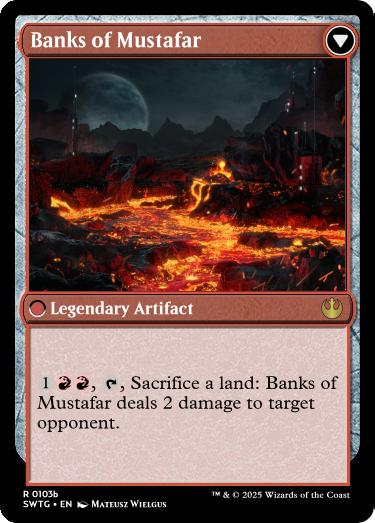 Banks of Mustafar
Legendary Artifact
1, , Sacrifice a land: Banks of
Mustafar deals 2 damage to target
opponent.
R 0103b
SWTG • EN Mateusz Wielgus
™ & © 2025 Wizards of the Coast